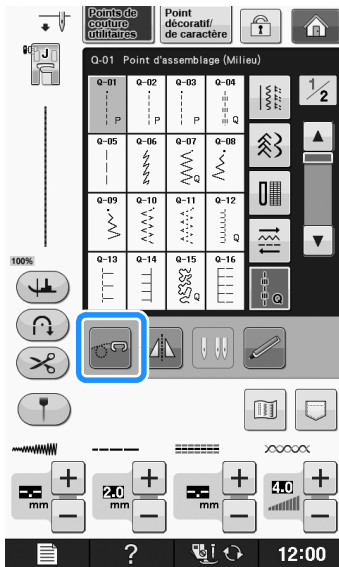 Points de
couture
utilitaires
Point
décoratif/
de caractère
J
Q-01 Point d'assemblage (Milieu)
Q-01 Q-02 Q-03 Q-04
P P P Q
1/2
Q-05 Q-06 Q-07 Q-08
Q
Q-09 Q-10 Q-11 Q-12
Q Q
100%
Q-13 Q-14 Q-15 Q-16
Q
Q
-.- + 2.0 + -.- + 4.0 +
mm − mm − mm − −
? 12:00